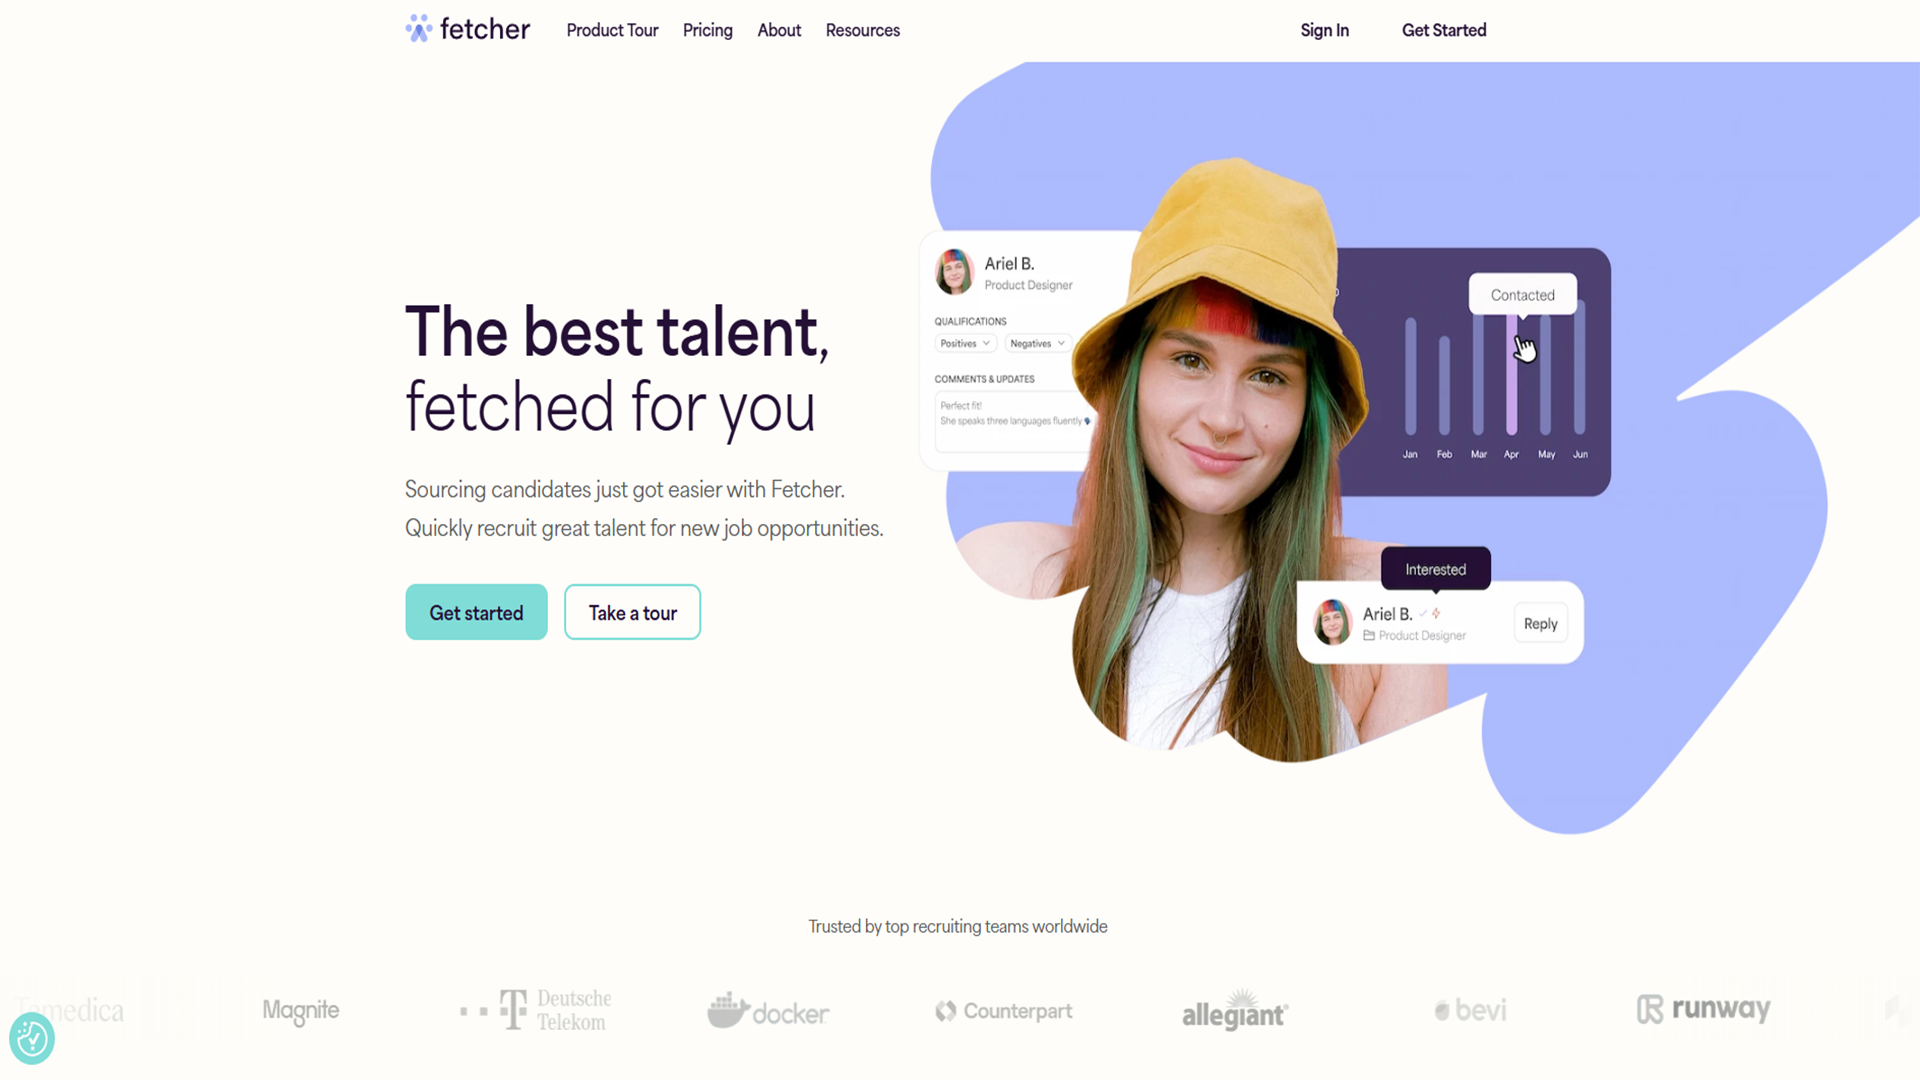 fetcher
Product Tour
Pricing
About
Resources
Sign In
Get Started
The best talent,
fetched for you
Sourcing candidates just got easier with Fetcher.
Quickly recruit great talent for new job opportunities.
Get started
Take a tour
Ariel B.
Product Designer
QUALIFICATIONS
Positives
Negatives
COMMENTS & UPDATES
Perfect fit!
She speaks three languages fluently
Contacted
Jan
Feb
Mar
Apr
May
Jun
Interested
Ariel B.
Product Designer
Reply
Trusted by top recruiting teams worldwide
Magnite
T Deutsche
Telekom
docker
Counterpart
allegiant
bevi
runway